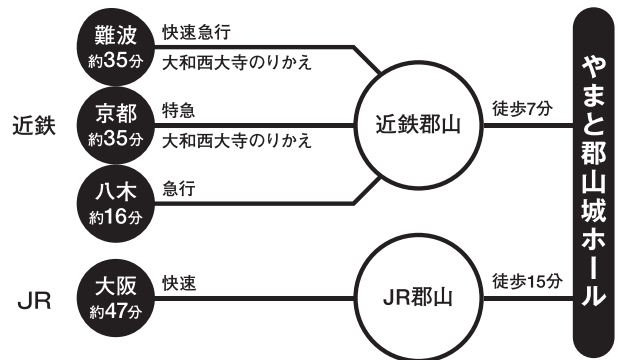 近鉄
難波
約35分
快速急行
大和西大寺のりかえ
京都
約35分
特急
大和西大寺のりかえ
八木
約16分
急行
近鉄郡山
徒歩7分
JR
大阪
約47分
快速
JR郡山
徒歩15分
やまと郡山城ホール